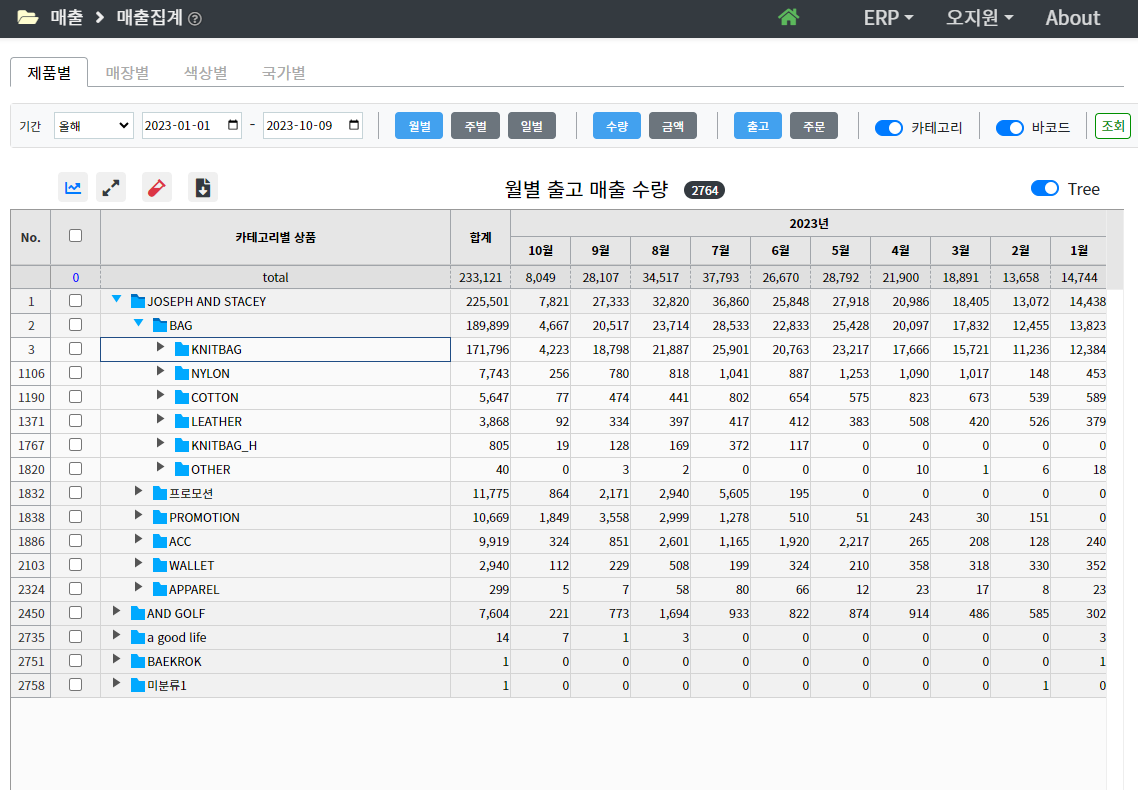 매출 > 매출집계 ?
ERP 오지원 About
제품별 매장별 색상별 국가별
기간 올해 2023-01-01 - 2023-10-09 월별 주별 일별 수량 금액 출고 주문 카테고리 바코드 조회
월별 출고 매출 수량 2764 Tree
No. 카테고리별 상품 합계 2023년
10월 9월 8월 7월 6월 5월 4월 3월 2월 1월
0 total 233,121 8,049 28,107 34,517 37,793 26,670 28,792 21,900 18,891 13,658 14,744
1 JOSEPH AND STACEY 225,501 7,821 27,333 32,820 36,860 25,848 27,918 20,986 18,405 13,072 14,438
2 BAG 189,899 4,667 20,517 23,714 28,533 22,833 25,428 20,097 17,832 12,455 13,823
3 KNITBAG 171,796 4,223 18,798 21,887 25,901 20,763 23,217 17,666 15,721 11,236 12,384
1106 NYLON 7,743 256 780 818 1,041 887 1,253 1,090 1,017 148 453
1190 COTTON 5,647 77 474 441 802 654 575 823 673 539 589
1371 LEATHER 3,868 92 334 397 417 412 383 508 420 526 379
1767 KNITBAG_H 805 19 128 169 372 117 0 0 0 0 0
1820 OTHER 40 0 3 2 0 0 0 10 1 6 18
1832 프로모션 11,775 864 2,171 2,940 5,605 195 0 0 0 0 0
1838 PROMOTION 10,669 1,849 3,558 2,999 1,278 510 51 243 30 151 0
1886 ACC 9,919 324 851 2,601 1,165 1,920 2,217 265 208 128 240
2103 WALLET 2,940 112 229 508 199 324 210 358 318 330 352
2324 APPAREL 299 5 7 58 80 66 12 23 17 8 23
2450 AND GOLF 7,604 221 773 1,694 933 822 874 914 486 585 302
2735 a good life 14 7 1 3 0 0 0 0 0 0 3
2751 BAEKROK 1 0 0 0 0 0 0 0 0 0 1
2758 미분류1 1 0 0 0 0 0 0 0 0 1 0